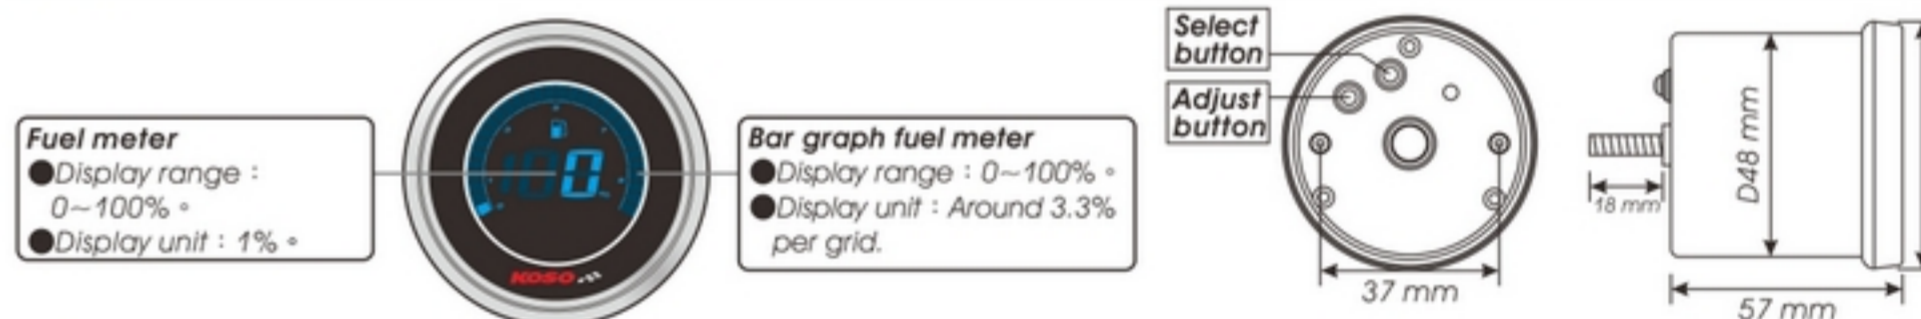 Fuel meter
●Display range：
0~100%。
●Display unit：1%。
100
KOSO
Bar graph fuel meter
●Display range：0~100%。
●Display unit：Around 3.3%
per grid.
Select
button
Adjust
button
37 mm
18 mm
D48 mm
57 mm